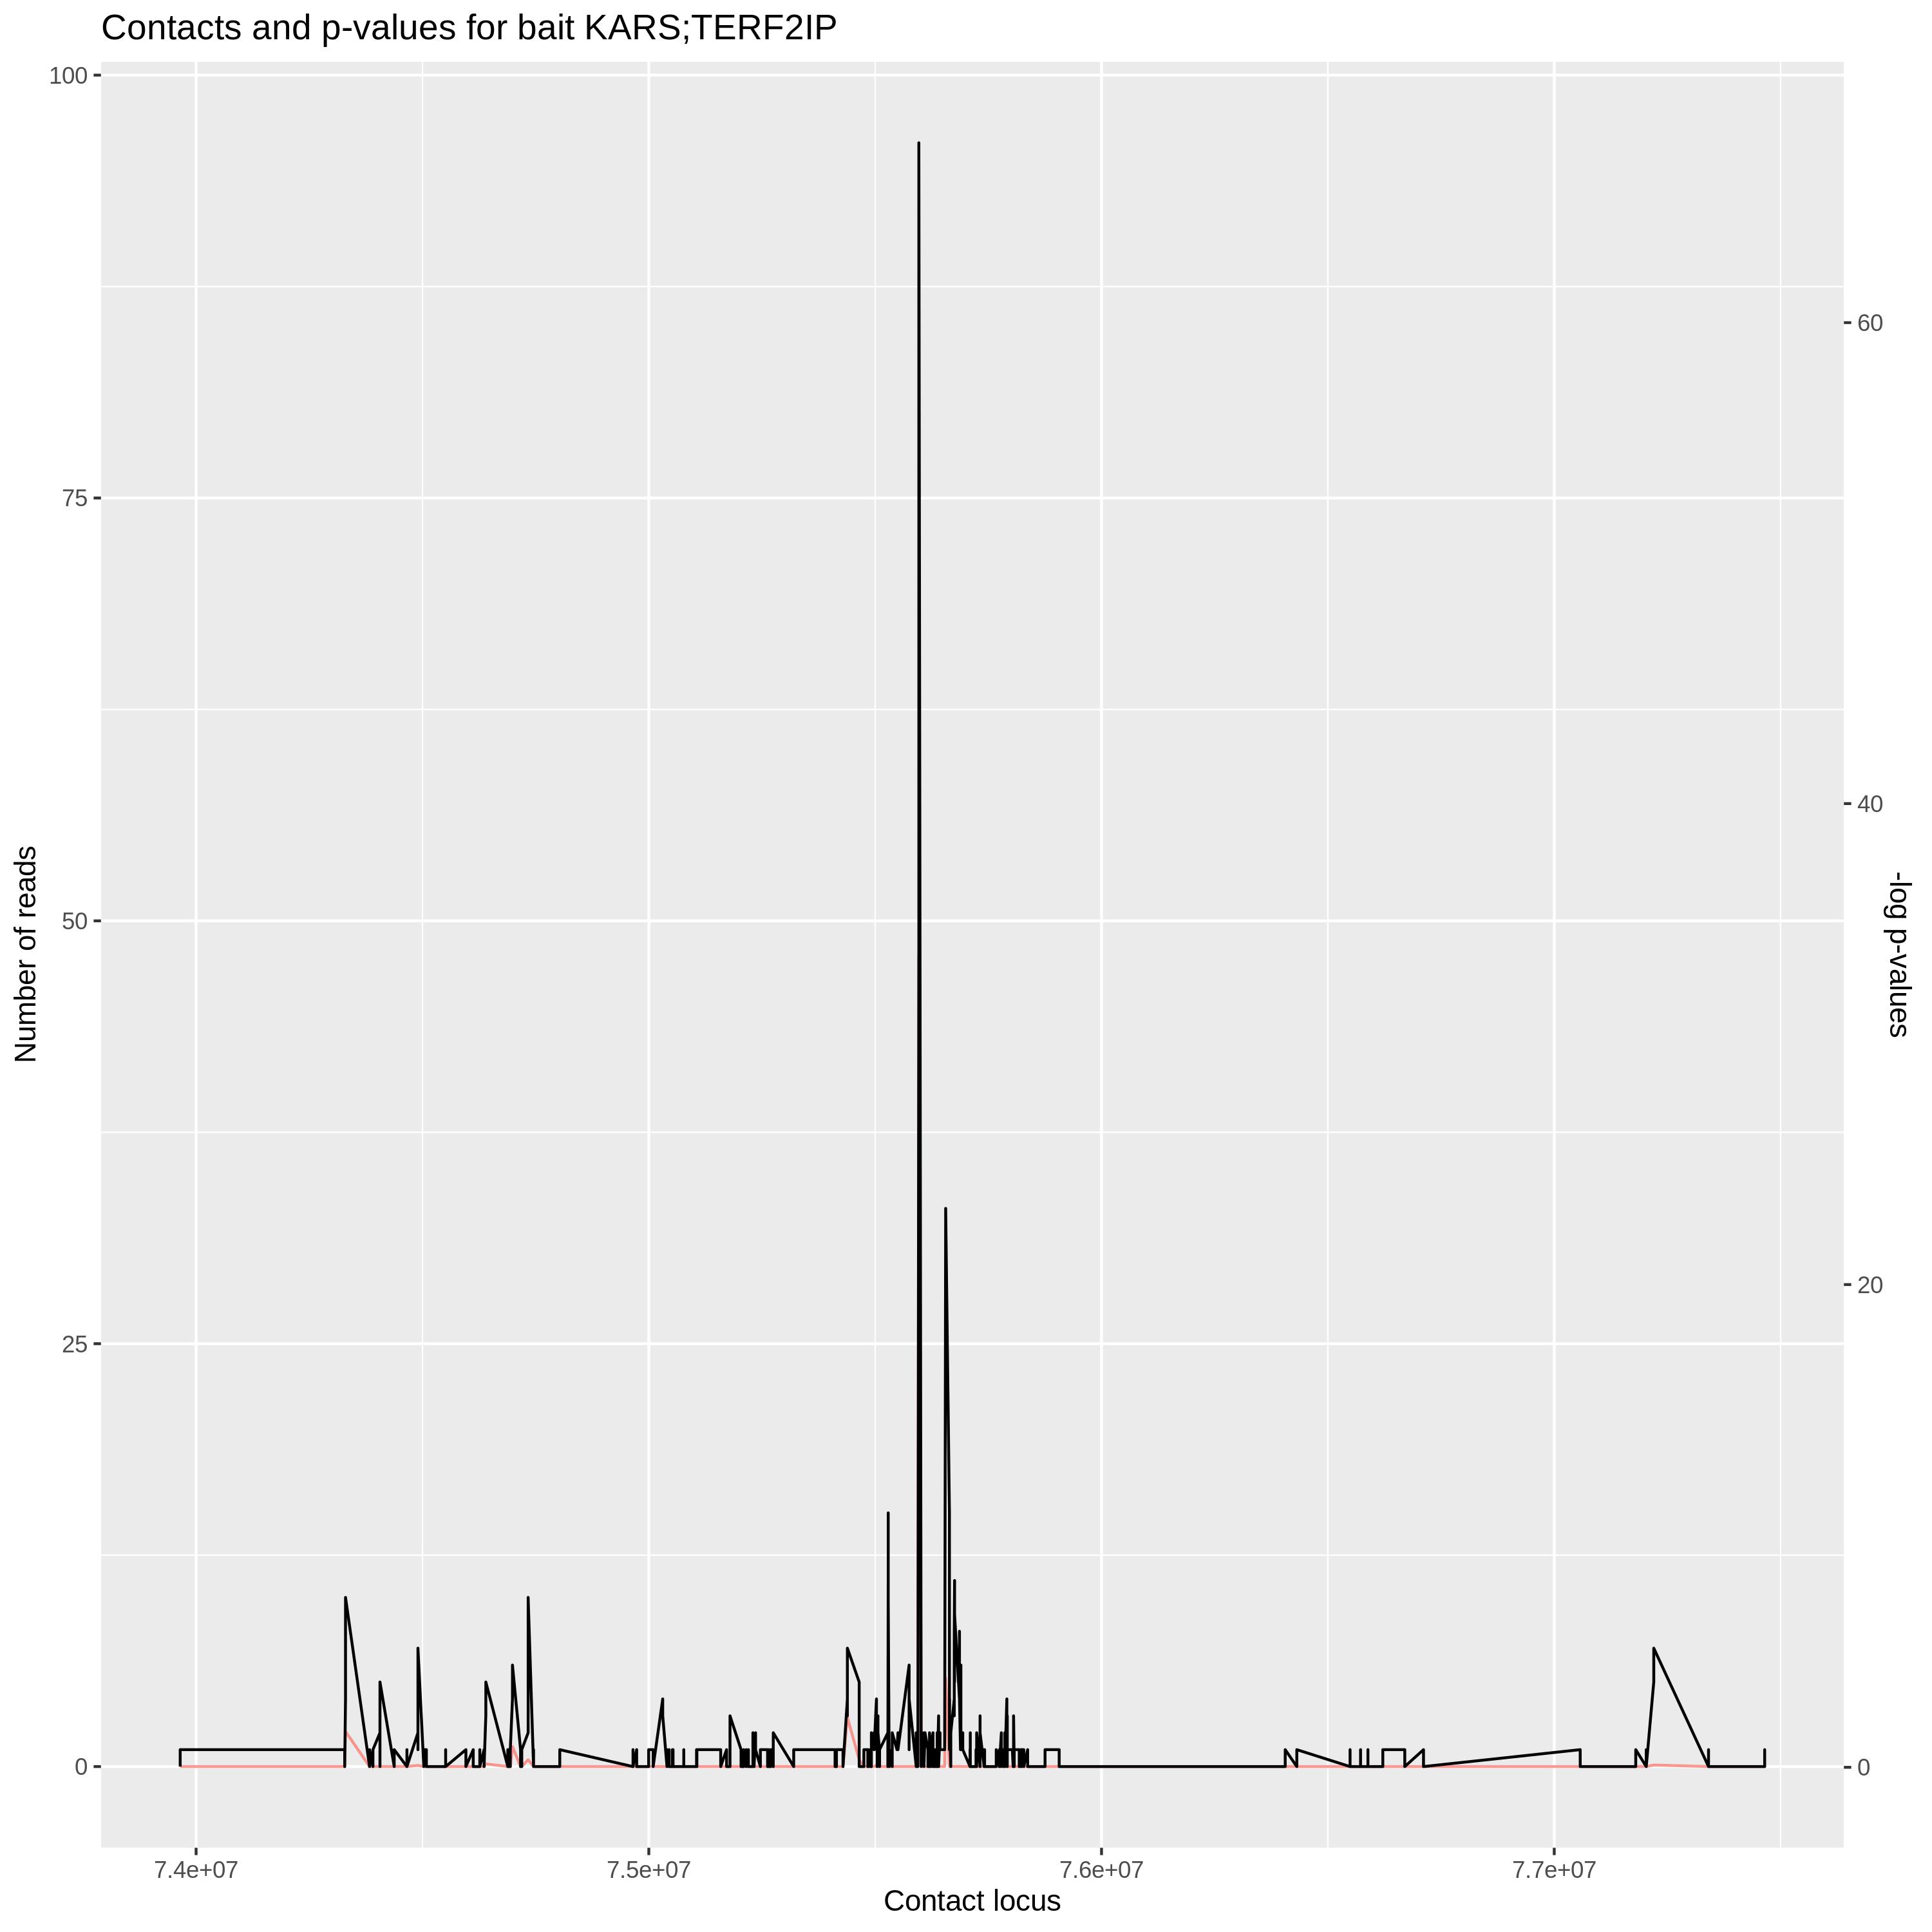 Contacts and p-values for bait KARS;TERF2IP
100
75
50
25
0
Number of reads
60
40
20
0
-log p-values
7.4e+07 7.5e+07 7.6e+07 7.7e+07
Contact locus